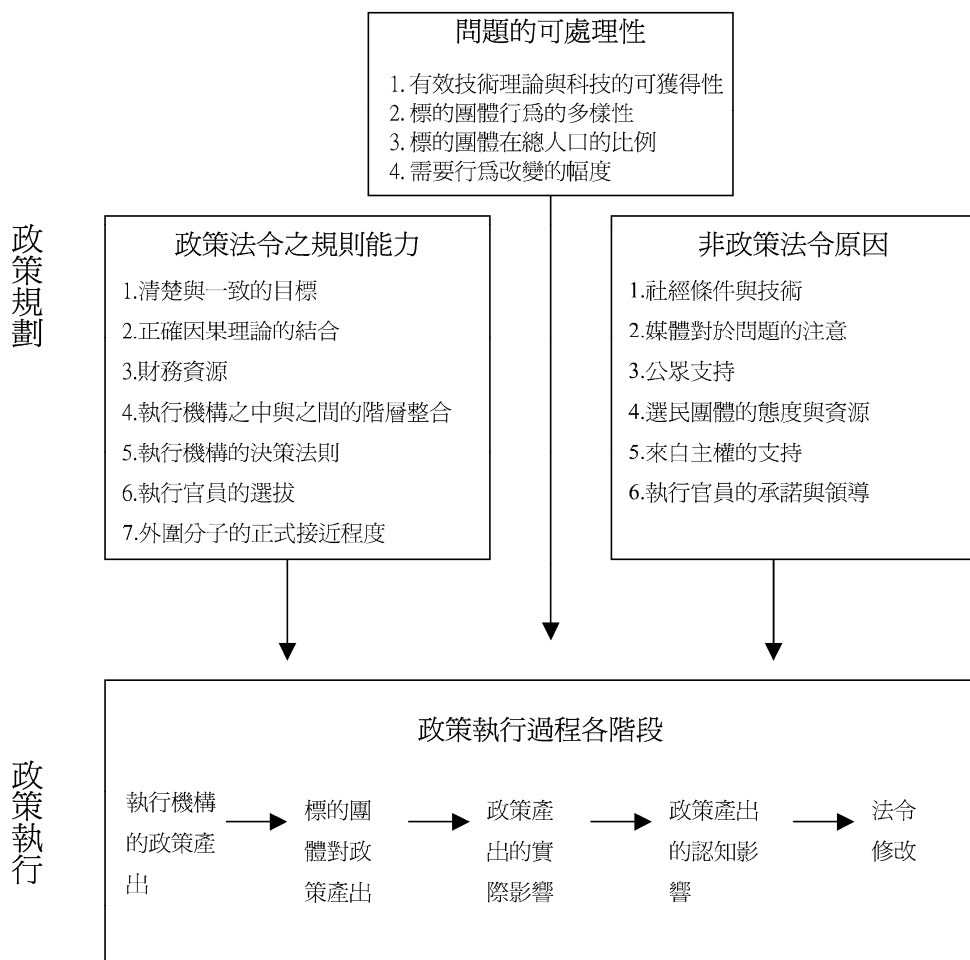 問題的可處理性
1. 有效技術理論與科技的可獲得性
2. 標的團體行爲的多樣性
3. 標的團體在總人口的比例
4. 需要行爲改變的幅度
政策規劃
政策法令之規則能力
1.清楚與一致的目標
2.正確因果理論的結合
3.財務資源
4.執行機構之中與之間的階層整合
5.執行機構的決策法則
6.執行官員的選拔
7.外圍分子的正式接近程度
非政策法令原因
1.社經條件與技術
2.媒體對於問題的注意
3.公眾支持
4.選民團體的態度與資源
5.來白主權的支持
6.執行官員的承諾與領導
政策執行
政策執行過程各階段
執行機構
的政策產
出
標的團
體對政
策產出
政策產
出的實
際影響
政策產出
的認知影
響
法令
修改